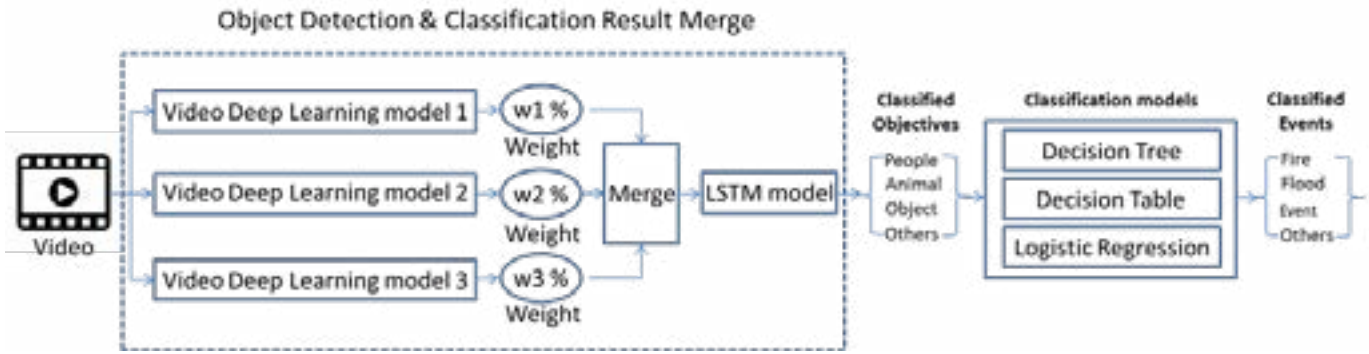 Object Detection & Classification Result Merge
Video
Video Deep Learning model 1
w1 %
Weight
Video Deep Learning model 2
w2 %
Weight
Video Deep Learning model 3
w3 %
Weight
Merge
LSTM model
Classified
Objectives
People
Animal
Object
Others
Classification models
Decision Tree
Decision Table
Logistic Regression
Classified
Events
Fire
Flood
Event
Others